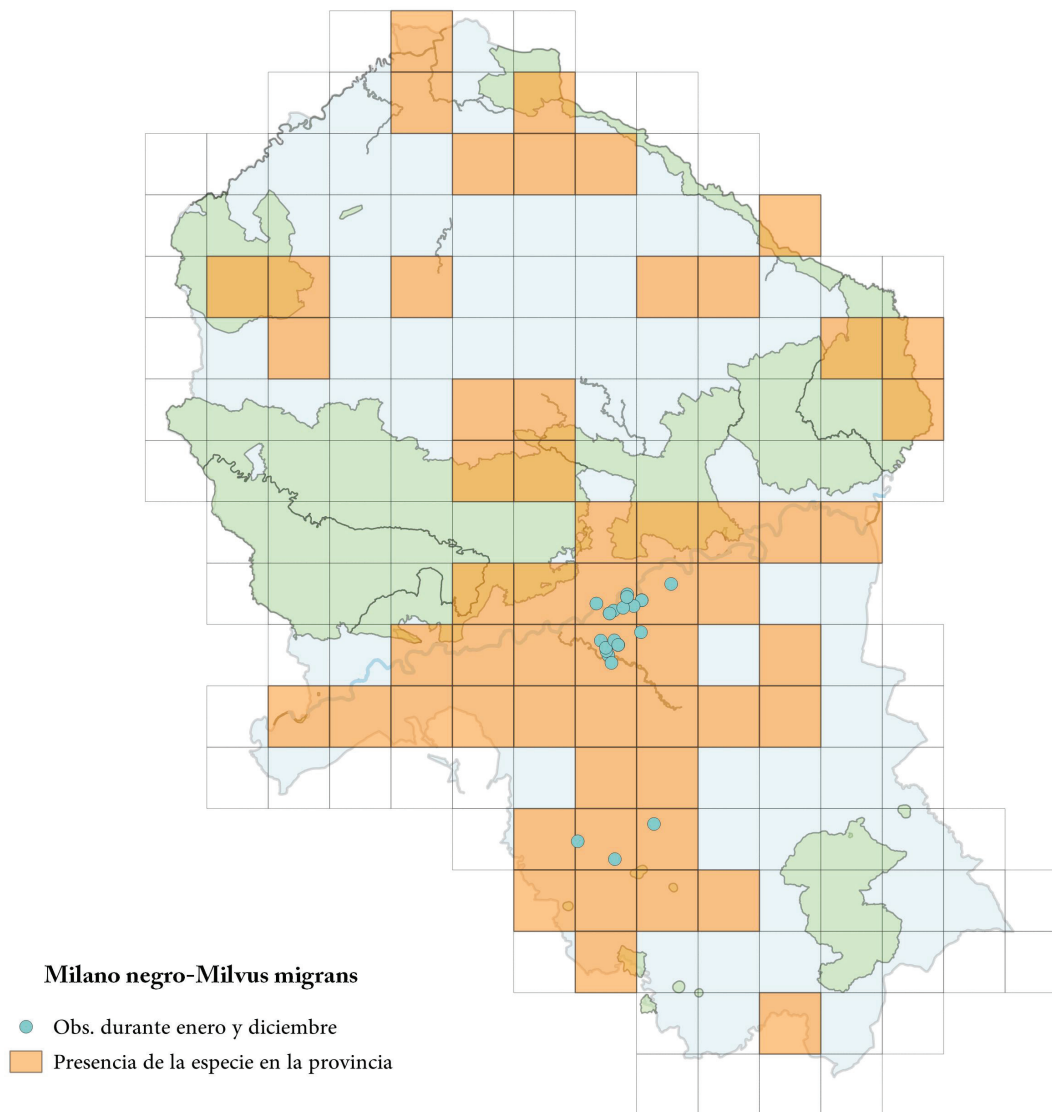 Milano negro-Milvus migrans
Obs. durante enero y diciembre
Presencia de la especie en la provincia